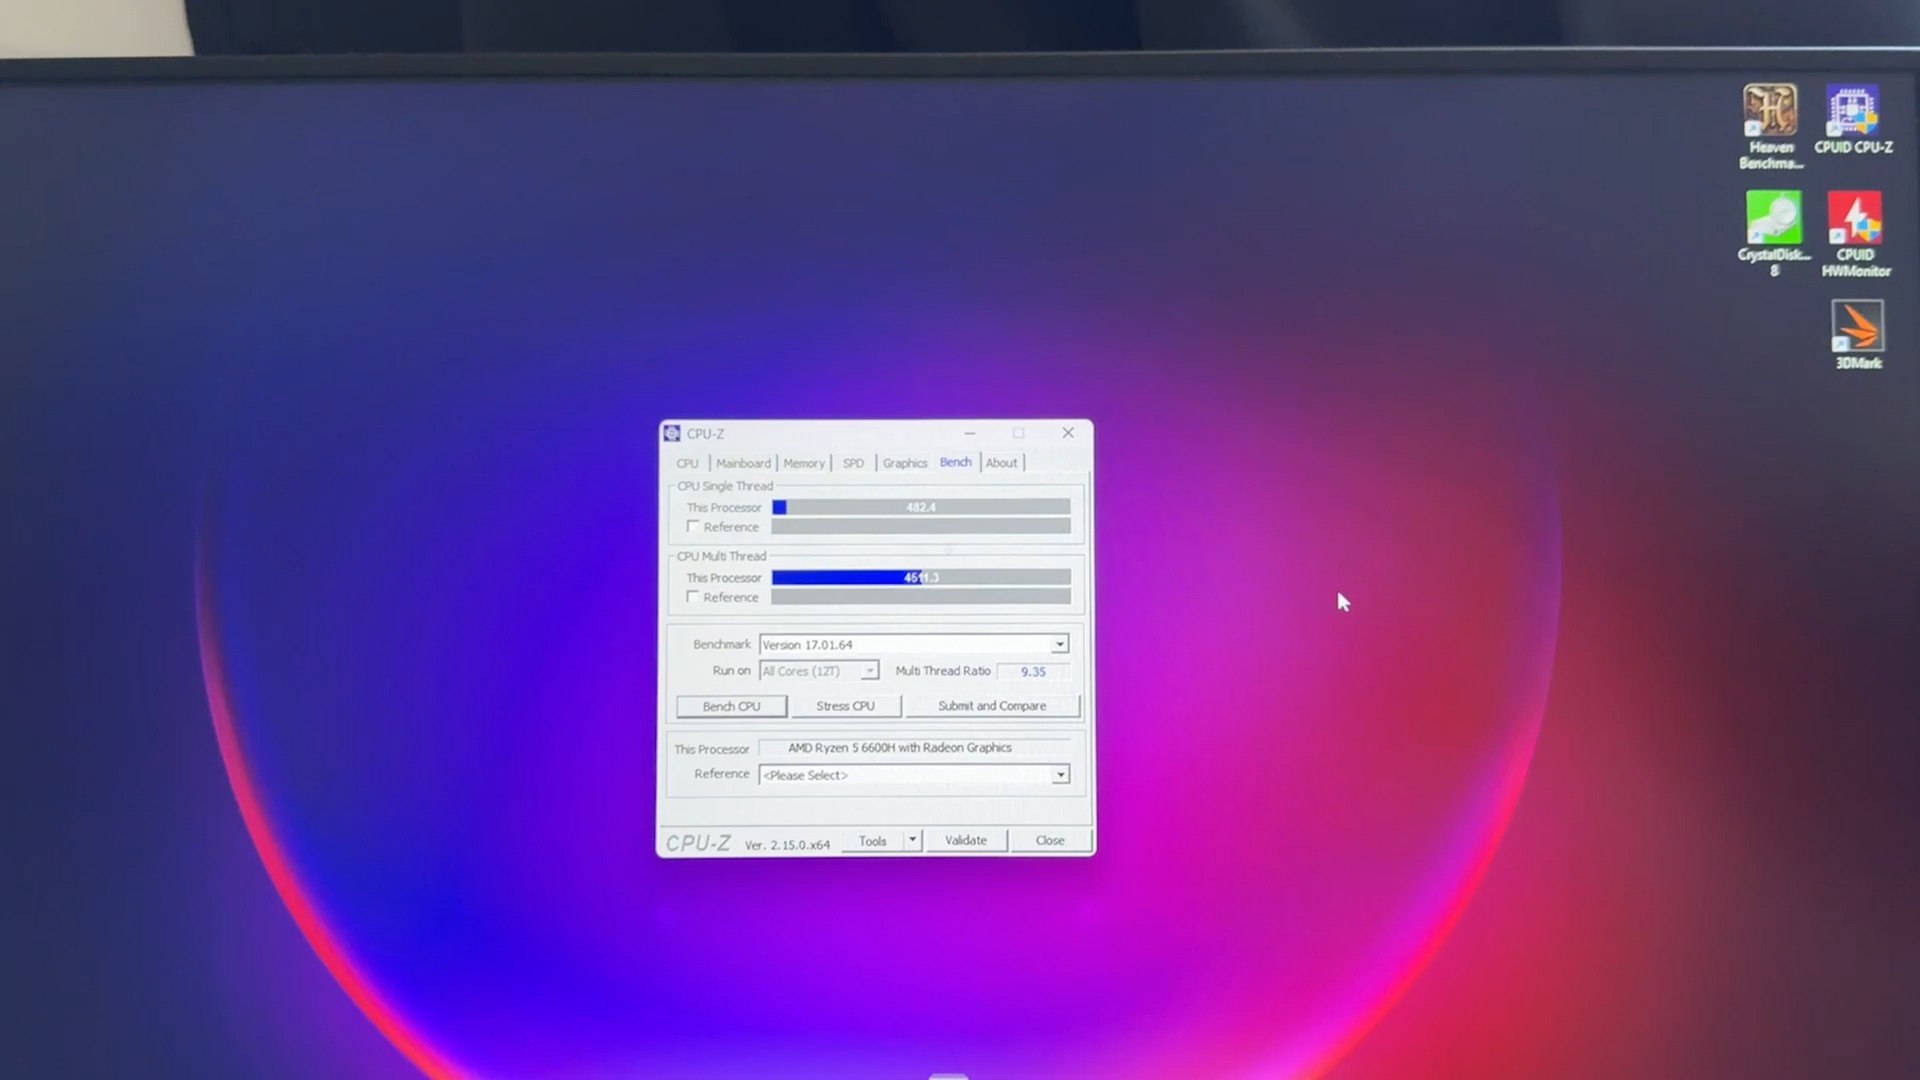 Heaven
Benchma...
CPUID CPU-Z
CrystalDisk...
8
CPUID
HWMonitor
3DMark
CPU-Z
CPU Mainboard Memory SPD Graphics Bench About
CPU Single Thread
This Processor 482.4
Reference
CPU Multi Thread
This Processor 4511.3
Reference
Benchmark Version 17.01.64
Run on All Cores (12T) Multi Thread Ratio 9.35
Bench CPU Stress CPU Submit and Compare
This Processor AMD Ryzen 5 6600H with Radeon Graphics
Reference <Please Select>
CPU-Z Ver. 2.15.0.x64 Tools Validate Close